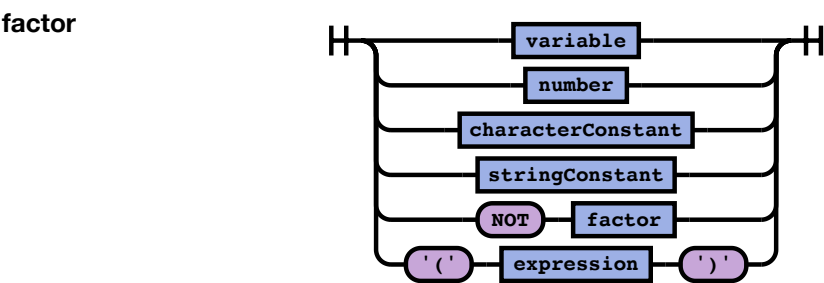 factor
variable
number
characterConstant
stringConstant
NOT factor
'(' expression ')'